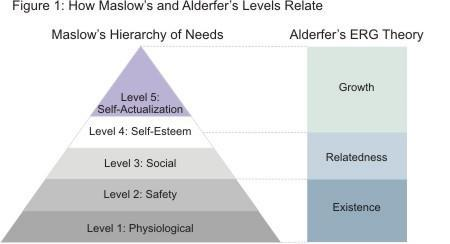 Figure 1: How Maslow's and Alderfer's Levels Relate
Maslow's Hierarchy of Needs
Alderfer's ERG Theory
Level 5:
Self-Actualization
Level 4: Self-Esteem
Level 3: Social
Level 2: Safety
Level 1: Physiological
Growth
Relatedness
Existence